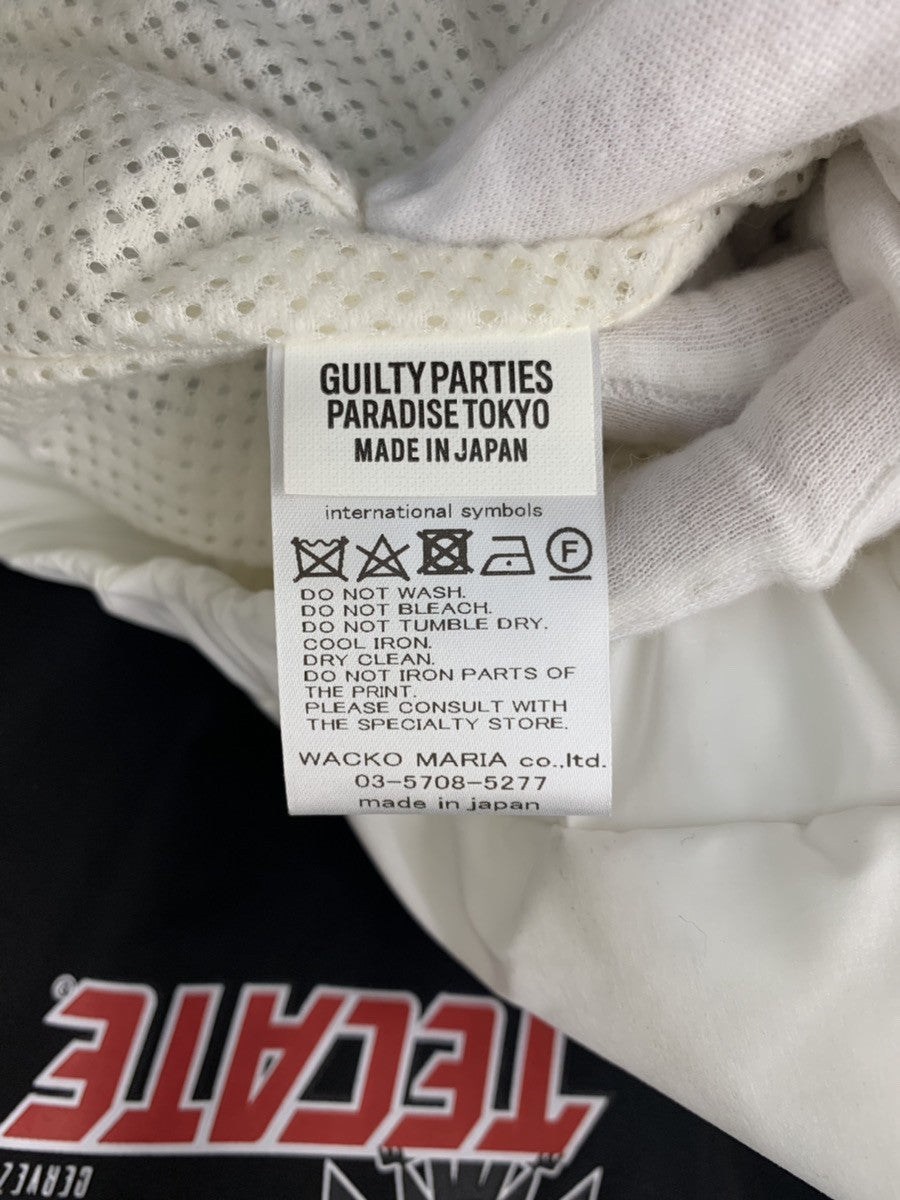 GUILTY PARTIES
PARADISE TOKYO
MADE IN JAPAN
international symbols
F
DO NOT WASH.
DO NOT BLEACH.
DO NOT TUMBLE DRY.
COOL IRON.
DRY CLEAN.
DO NOT IRON PARTS OF
THE PRINT.
PLEASE CONSULT WITH
THE SPECIALTY STORE.
WACKO MARIA co.,ltd.
03-5708-5277
made in japan
TECATE®